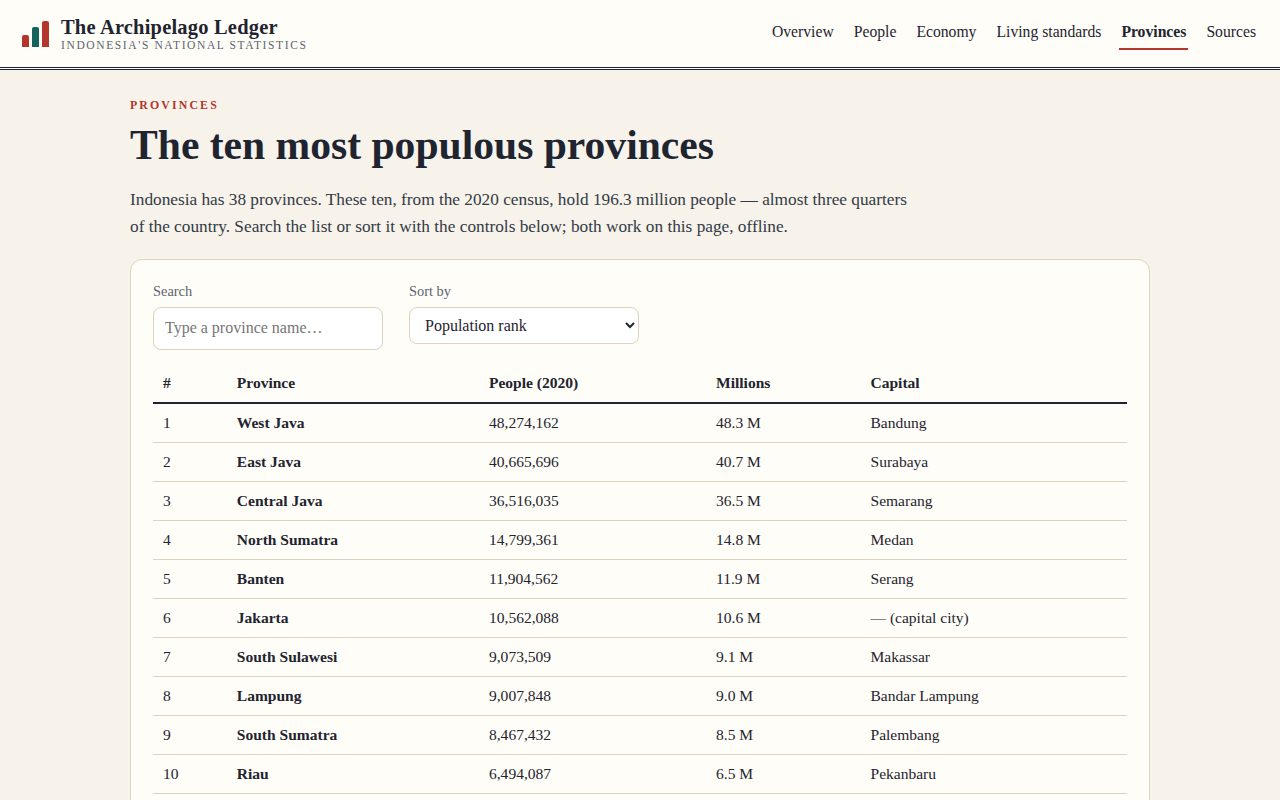 The Archipelago Ledger
INDONESIA'S NATIONAL STATISTICS
Overview People Economy Living standards Provinces Sources
PROVINCES
The ten most populous provinces
Indonesia has 38 provinces. These ten, from the 2020 census, hold 196.3 million people — almost three quarters
of the country. Search the list or sort it with the controls below; both work on this page, offline.
Search Sort by
Type a province name… Population rank
# Province People (2020) Millions Capital
1 West Java 48,274,162 48.3 M Bandung
2 East Java 40,665,696 40.7 M Surabaya
3 Central Java 36,516,035 36.5 M Semarang
4 North Sumatra 14,799,361 14.8 M Medan
5 Banten 11,904,562 11.9 M Serang
6 Jakarta 10,562,088 10.6 M — (capital city)
7 South Sulawesi 9,073,509 9.1 M Makassar
8 Lampung 9,007,848 9.0 M Bandar Lampung
9 South Sumatra 8,467,432 8.5 M Palembang
10 Riau 6,494,087 6.5 M Pekanbaru